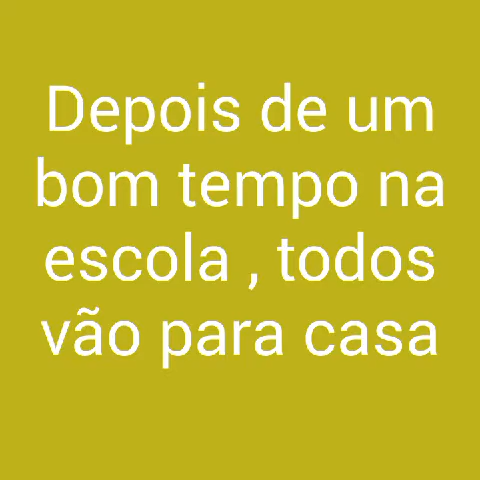 Depois de um
bom tempo na
escola , todos
vão para casa